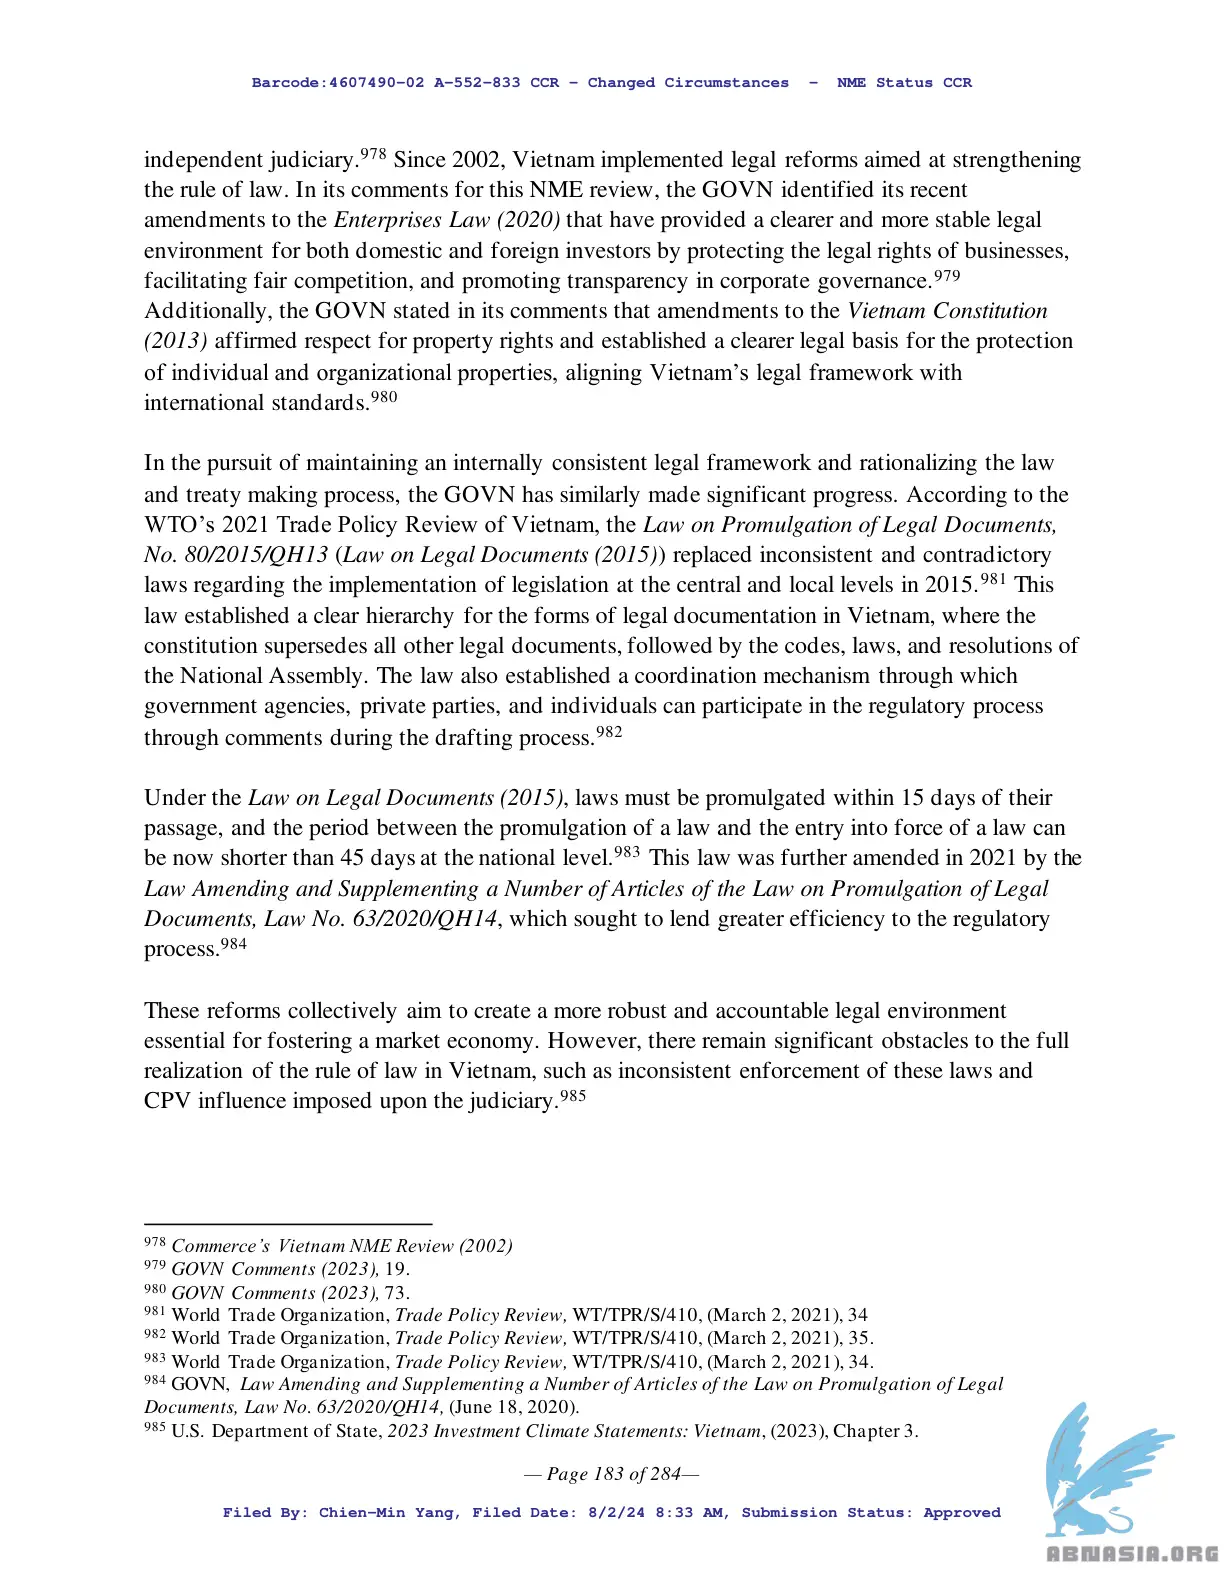 Barcode:4607490-02 A-552-833 CCR - Changed Circumstances - NME Status CCR
independent judiciary.978 Since 2002, Vietnam implemented legal reforms aimed at strengthening
the rule of law. In its comments for this NME review, the GOVN identified its recent
amendments to the Enterprises Law (2020) that have provided a clearer and more stable legal
environment for both domestic and foreign investors by protecting the legal rights of businesses,
facilitating fair competition, and promoting transparency in corporate governance.979
Additionally, the GOVN stated in its comments that amendments to the Vietnam Constitution
(2013) affirmed respect for property rights and established a clearer legal basis for the protection
of individual and organizational properties, aligning Vietnam's legal framework with
international standards.980
In the pursuit of maintaining an internally consistent legal framework and rationalizing the law
and treaty making process, the GOVN has similarly made significant progress. According to the
WTO's 2021 Trade Policy Review of Vietnam, the Law on Promulgation of Legal Documents,
No. 80/2015/QH13 (Law on Legal Documents (2015)) replaced inconsistent and contradictory
laws regarding the implementation of legislation at the central and local levels in 2015.981 This
law established a clear hierarchy for the forms of legal documentation in Vietnam, where the
constitution supersedes all other legal documents, followed by the codes, laws, and resolutions of
the National Assembly. The law also established a coordination mechanism through which
government agencies, private parties, and individuals can participate in the regulatory process
through comments during the drafting process.982
Under the Law on Legal Documents (2015), laws must be promulgated within 15 days of their
passage, and the period between the promulgation of a law and the entry into force of a law can
be now shorter than 45 days at the national level.983 This law was further amended in 2021 by the
Law Amending and Supplementing a Number of Articles of the Law on Promulgation of Legal
Documents, Law No. 63/2020/QH14, which sought to lend greater efficiency to the regulatory
process.984
These reforms collectively aim to create a more robust and accountable legal environment
essential for fostering a market economy. However, there remain significant obstacles to the full
realization of the rule of law in Vietnam, such as inconsistent enforcement of these laws and
CPV influence imposed upon the judiciary.985
978 Commerce's Vietnam NME Review (2002)
979 GOVN Comments (2023), 19.
980 GOVN Comments (2023), 73.
981 World Trade Organization, Trade Policy Review, WT/TPR/S/410, (March 2, 2021), 34
982 World Trade Organization, Trade Policy Review, WT/TPR/S/410, (March 2, 2021), 35.
983 World Trade Organization, Trade Policy Review, WT/TPR/S/410, (March 2, 2021), 34.
984 GOVN, Law Amending and Supplementing a Number of Articles of the Law on Promulgation of Legal
Documents, Law No. 63/2020/QH14, (June 18, 2020).
985 U.S. Department of State, 2023 Investment Climate Statements: Vietnam, (2023), Chapter 3.
— Page 183 of 284—
Filed By: Chien-Min Yang, Filed Date: 8/2/24 8:33 AM, Submission Status: Approved
ABNASIA.ORG